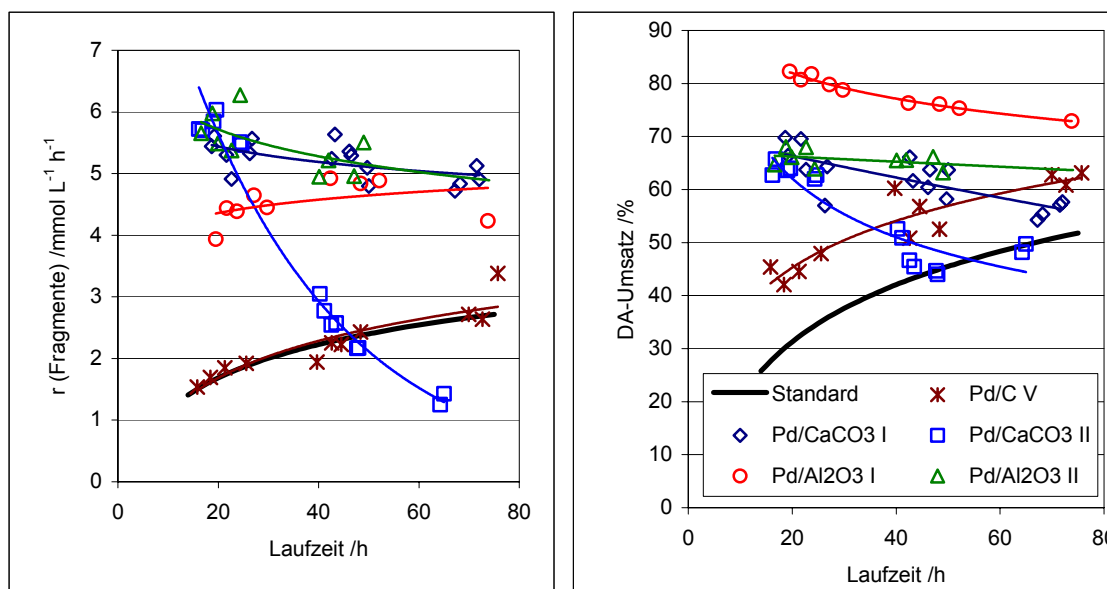 r (Fragmente) /mmol L⁻¹ h⁻¹
7
6
5
4
3
2
1
0
0 20 40 60 80
Laufzeit /h
DA-Umsatz /%
90
80
70
60
50
40
30
20
10
0
Standard Pd/C V
Pd/CaCO3 I Pd/CaCO3 II
Pd/Al2O3 I Pd/Al2O3 II
0 20 40 60 80
Laufzeit /h